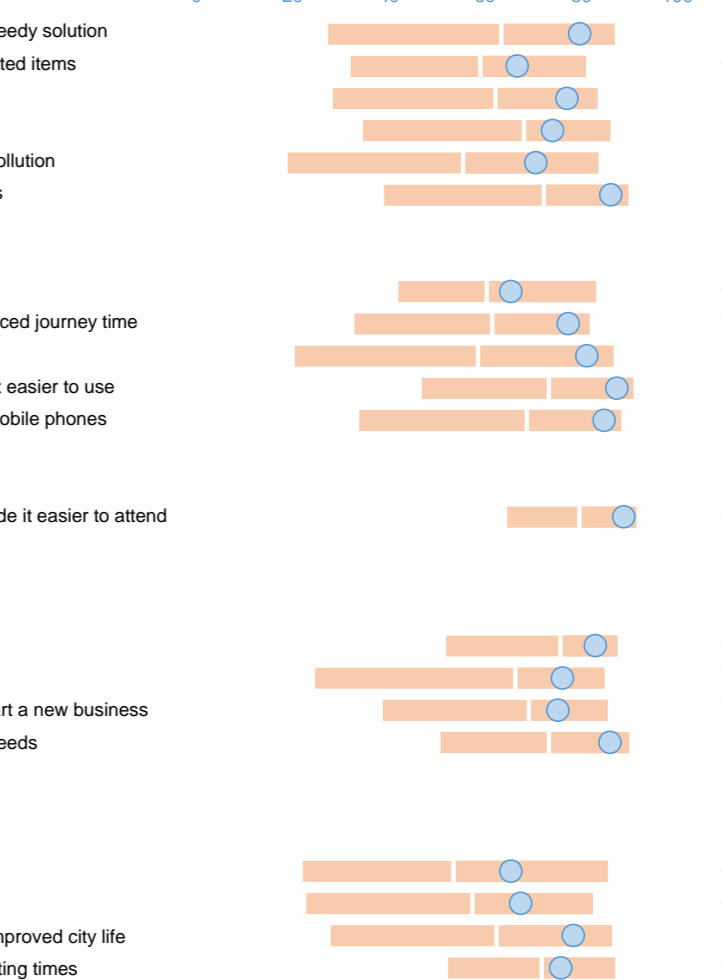 eedy solution
ted items
ollution
s
ced journey time
easier to use
obile phones
de it easier to attend
rt a new business
eeds
nproved city life
ting times